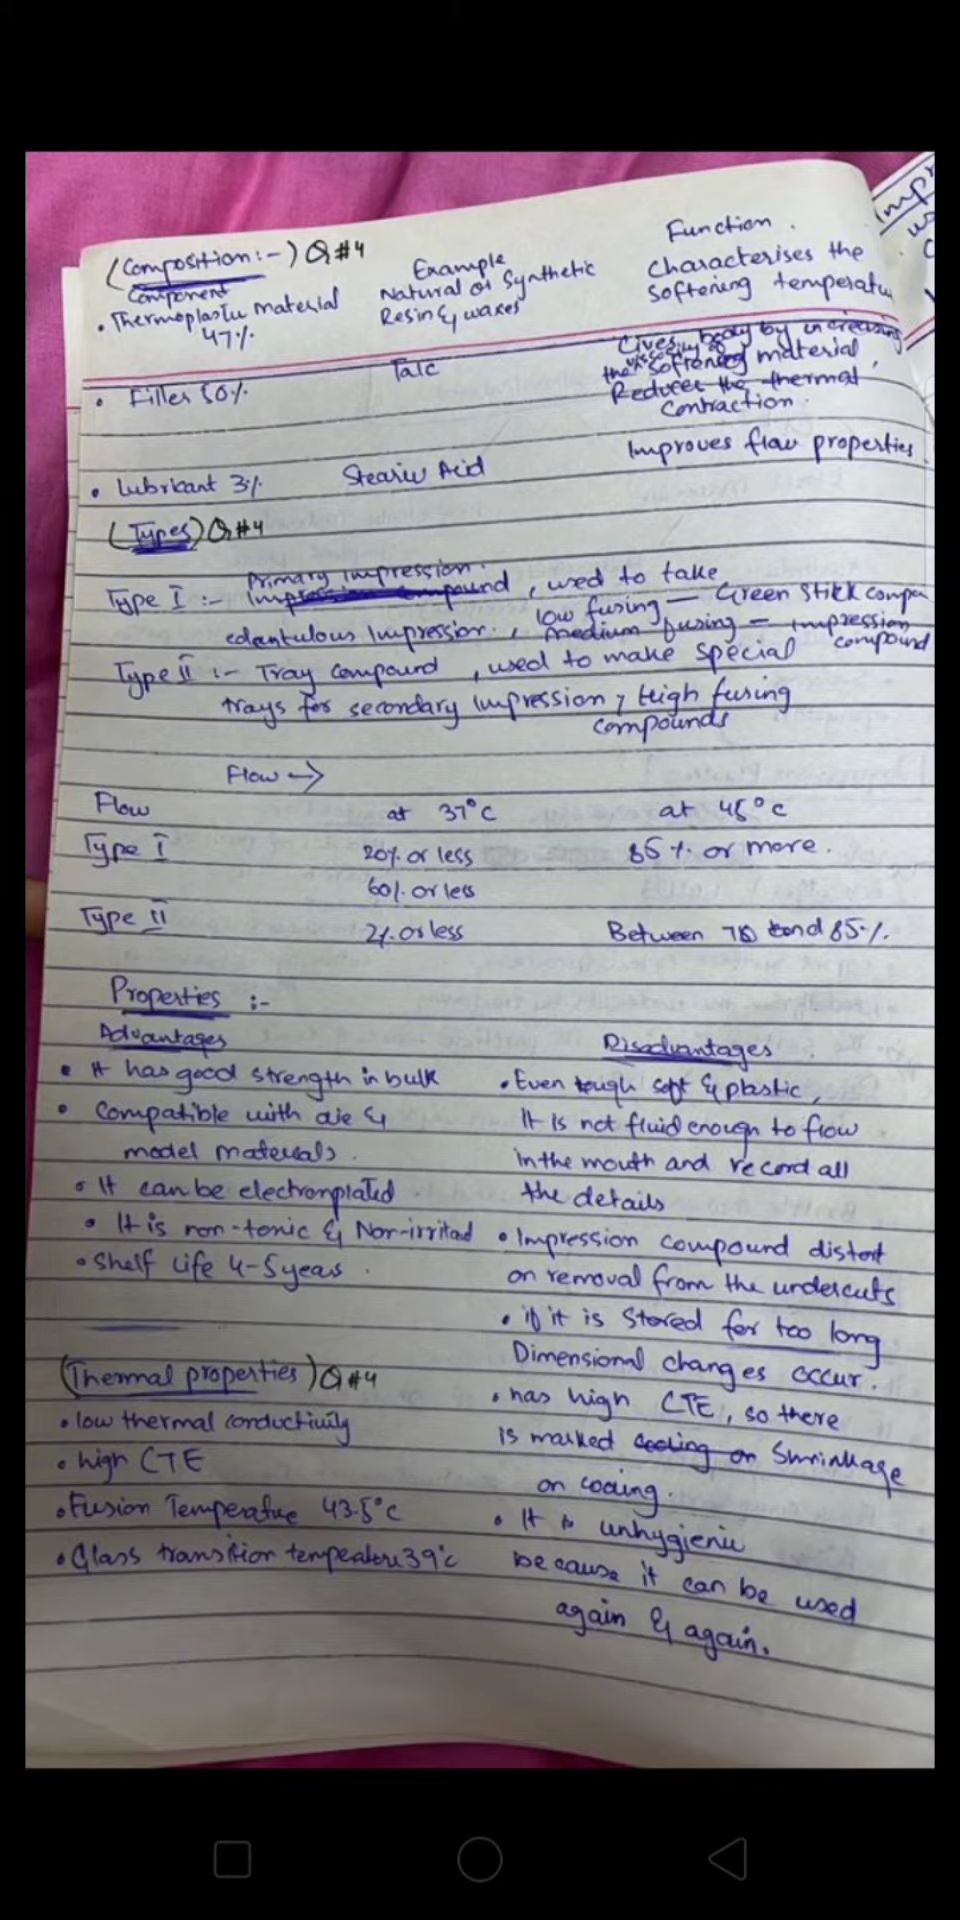 (Composition:-) Q#4
Component Example Function.
• Thermoplastu material 47% Natural or Synthetic Resin & waxes Characterises the softening temperatu
• Filler 50% Talc Gives body by increasing
the viscosity of softening material,
Reduces the thermal
contraction.
• Lubricant 3% Stearic Acid Improves flow properties.
(Types) Q#4
Type I :- Primary impression compound, used to take
edentulous Impression, low fusing — Green Stick compo
medium fusing — impression compound
Type II :- Tray compound, used to make special
trays for secondary impression, High fusing
compounds
Flow →
Flow at 37°c at 45°c
Type I 20% or less 85% or more.
60% or less
Type II 2% or less Between 70 and 85%.
Properties :-
Advantages
• It has good strength in bulk
• Compatible with die &
model materials.
• It can be electronplated
• It is non-tonic & Non-irritad
• Shelf life 4-5 years.
Disadvantages
• Even tough soft & plastic,
It is not fluid enough to flow
in the mouth and record all
the details
• Impression compound distort
on removal from the undercuts
• if it is stored for too long
Dimensional changes occur.
• has high CTE, so there
is marked cooling on Shrinkage
on cooing.
• It is unhygienic
because it can be used
again & again.
(Thermal properties) Q#4
• low thermal conductivity
• high CTE
• Fusion Temperature 43.5°c
• Glass transition temperature 39°c